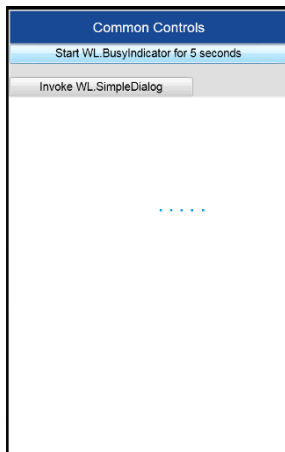 Common Controls
Start WL.BusyIndicator for 5 seconds
Invoke WL.SimpleDialog